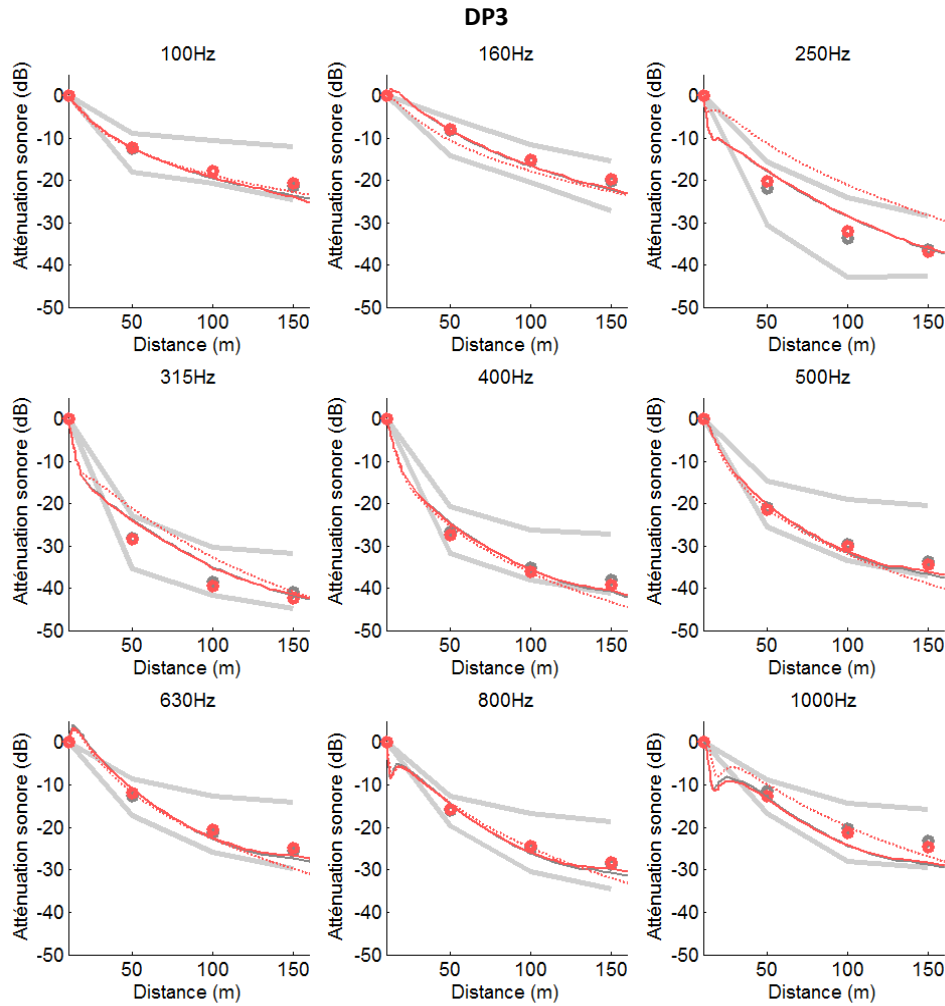 DP3
100Hz
160Hz
250Hz
Atténuation sonore (dB)
0
-10
-20
-30
-40
-50
50
100
150
Distance (m)
Atténuation sonore (dB)
0
-10
-20
-30
-40
-50
50
100
150
Distance (m)
Atténuation sonore (dB)
0
-10
-20
-30
-40
-50
50
100
150
Distance (m)
315Hz
400Hz
500Hz
Atténuation sonore (dB)
0
-10
-20
-30
-40
-50
50
100
150
Distance (m)
Atténuation sonore (dB)
0
-10
-20
-30
-40
-50
50
100
150
Distance (m)
Atténuation sonore (dB)
0
-10
-20
-30
-40
-50
50
100
150
Distance (m)
630Hz
800Hz
1000Hz
Atténuation sonore (dB)
0
-10
-20
-30
-40
-50
50
100
150
Distance (m)
Atténuation sonore (dB)
0
-10
-20
-30
-40
-50
50
100
150
Distance (m)
Atténuation sonore (dB)
0
-10
-20
-30
-40
-50
50
100
150
Distance (m)